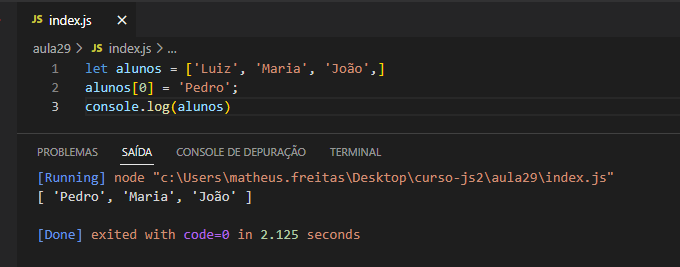 JS index.js ×
aula29 > JS index.js > ...
1 let alunos = ['Luiz', 'Maria', 'João',]
2 alunos[0] = 'Pedro';
3 console.log(alunos)
PROBLEMAS SAÍDA CONSOLE DE DEPURAÇÃO TERMINAL
[Running] node "c:\Users\matheus.freitas\Desktop\curso-js2\aula29\index.js"
[ 'Pedro', 'Maria', 'João' ]
[Done] exited with code=0 in 2.125 seconds